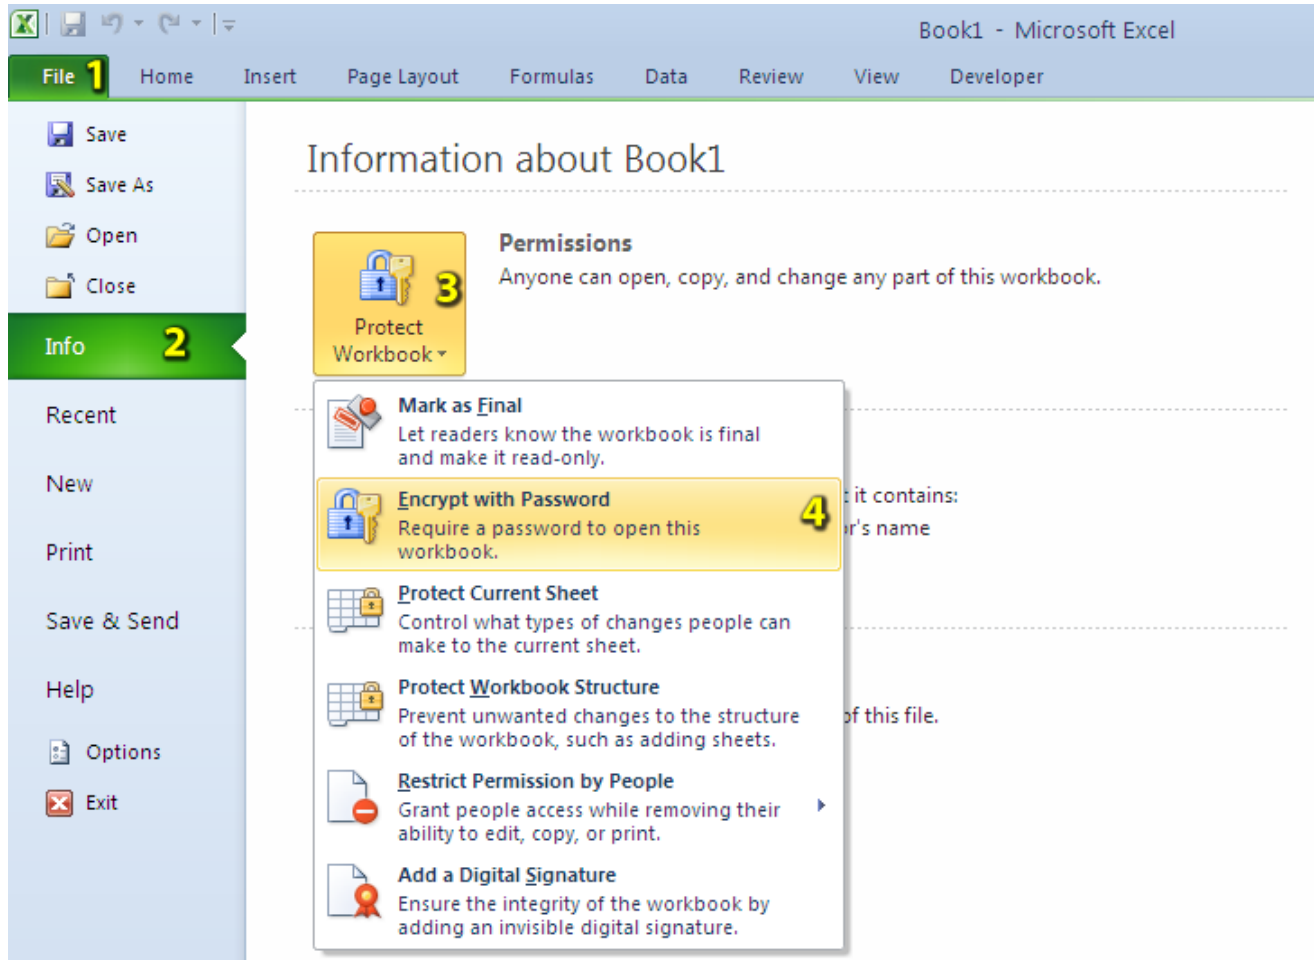 Book1 - Microsoft Excel
File 1 Home Insert Page Layout Formulas Data Review View Developer
Save
Save As
Open
Close
Info 2
Recent
New
Print
Save & Send
Help
Options
Exit
Information about Book1
Permissions
Anyone can open, copy, and change any part of this workbook.
3
Protect
Workbook
Mark as Final
Let readers know the workbook is final
and make it read-only.
Encrypt with Password
Require a password to open this
workbook.
4
it contains:
r's name
Protect Current Sheet
Control what types of changes people can
make to the current sheet.
Protect Workbook Structure
Prevent unwanted changes to the structure
of the workbook, such as adding sheets.
of this file.
Restrict Permission by People
Grant people access while removing their
ability to edit, copy, or print.
Add a Digital Signature
Ensure the integrity of the workbook by
adding an invisible digital signature.